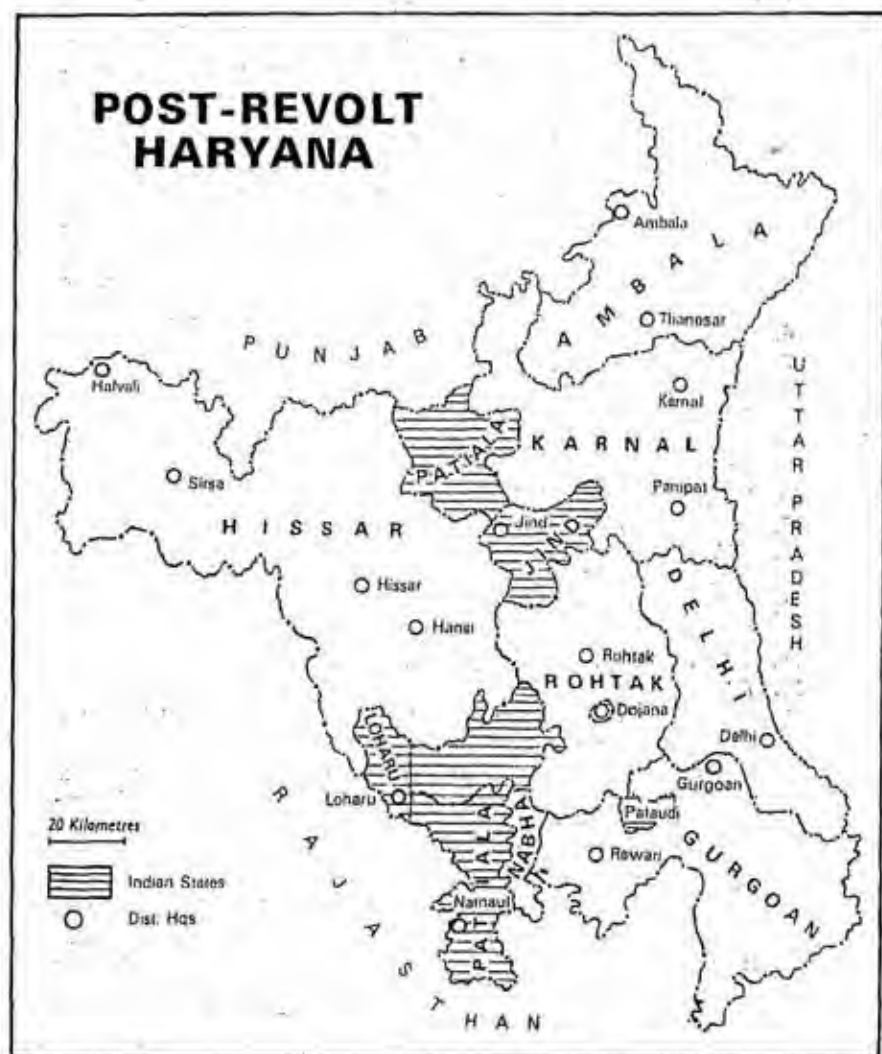 POST-REVOLT
HARYANA
Ambala
AMBALA
Thanesar
PUNJAB
Hatvali
UTTAR PRADESH
Karnal
PATIALA
KARNAL
Sirsa
Panipat
HISSAR
Jind
JIND
DELHI
Hissar
Hansi
Rohtak
ROHTAK
Dojana
Delhi
LOHARU
Gurgoan
Loharu
RAJASTHAN
20 Kilometres
PATIALA
NABHA
Pataudi
GURGOAN
Rewari
Indian States
Narnaul
Dist. Hqs